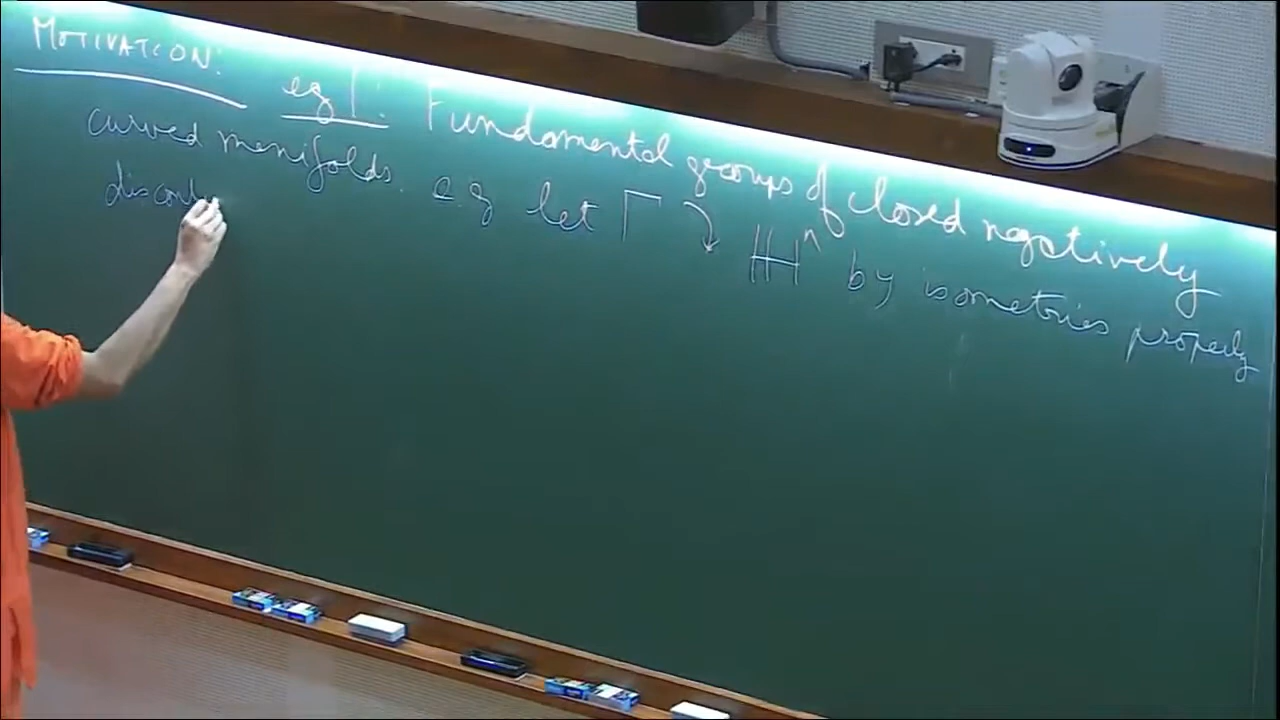 MOTIVATION: eg 1: Fundamental groups of closed negatively
curved manifolds. e.g let Γ ↷ ℍⁿ by isometries properly
discont